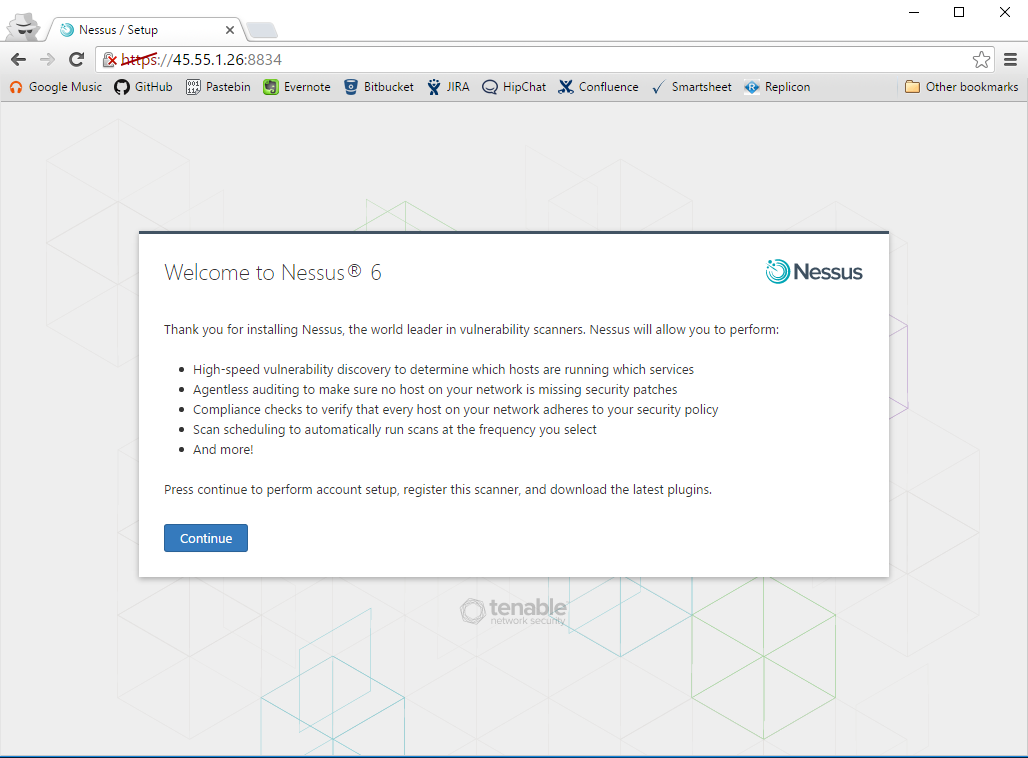 Nessus / Setup
https://45.55.1.26:8834
Google Music GitHub Pastebin Evernote Bitbucket JIRA HipChat Confluence Smartsheet Replicon Other bookmarks
Welcome to Nessus® 6
Nessus
Thank you for installing Nessus, the world leader in vulnerability scanners. Nessus will allow you to perform:
High-speed vulnerability discovery to determine which hosts are running which services
Agentless auditing to make sure no host on your network is missing security patches
Compliance checks to verify that every host on your network adheres to your security policy
Scan scheduling to automatically run scans at the frequency you select
And more!
Press continue to perform account setup, register this scanner, and download the latest plugins.
Continue
tenable
network security